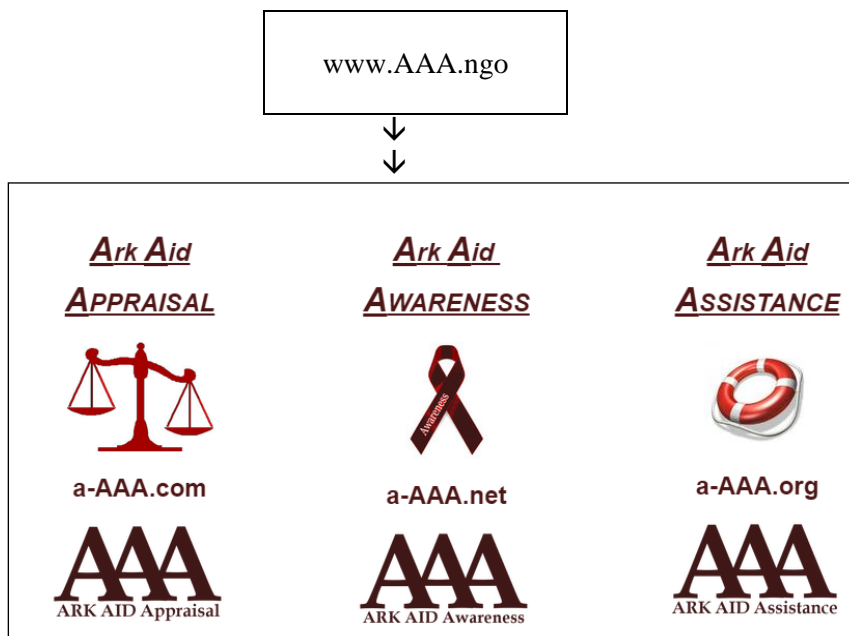 www.AAA.ngo
Ark Aid
APPRAISAL
a-AAA.com
AAA
ARK AID Appraisal
Ark Aid
AWARENESS
Awareness
a-AAA.net
AAA
ARK AID Awareness
Ark Aid
ASSISTANCE
a-AAA.org
AAA
ARK AID Assistance